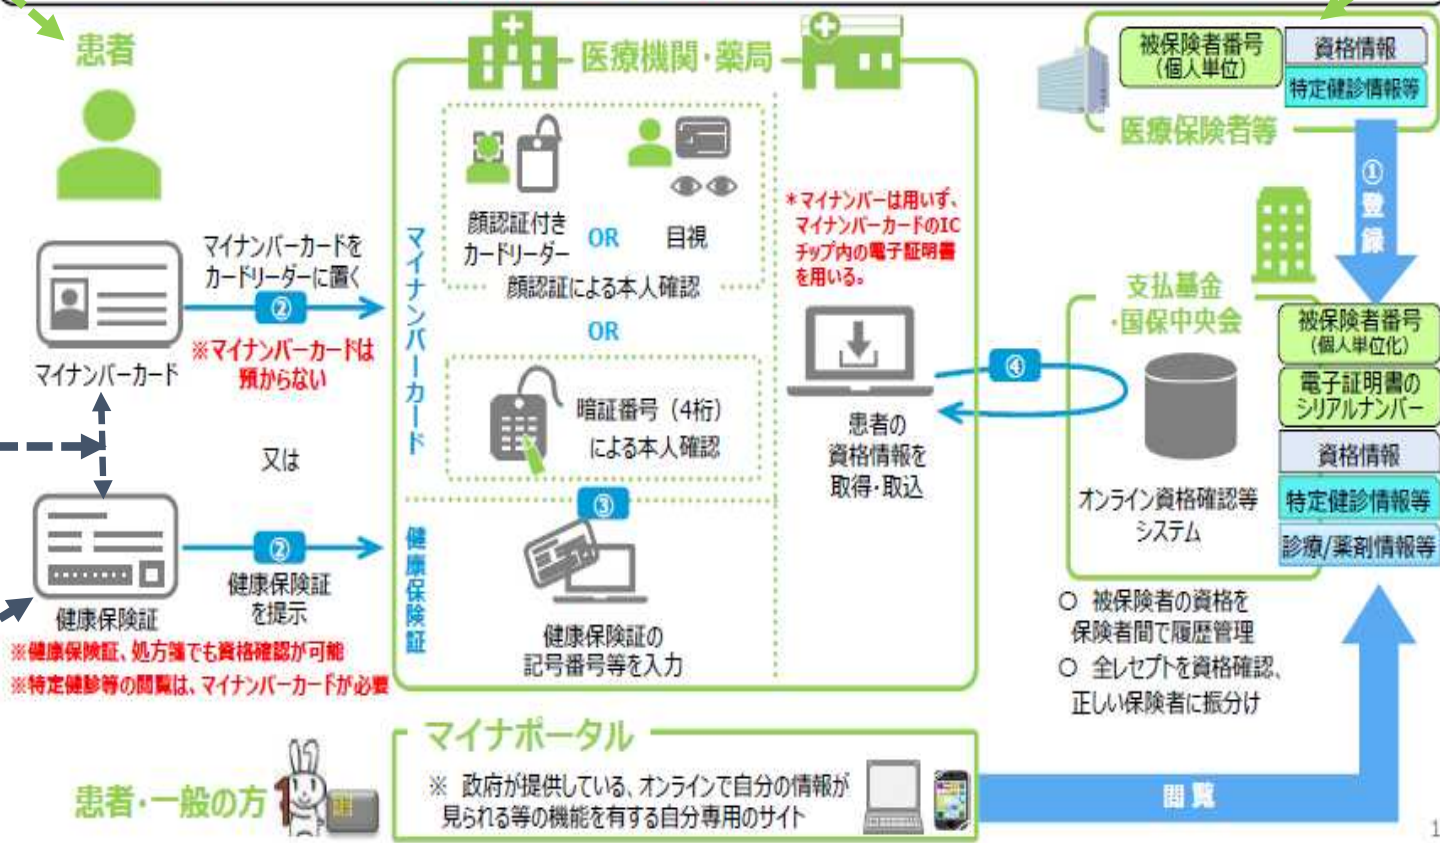 患者
医療機関・薬局
被保険者番号
（個人単位）
資格情報
特定健診情報等
医療保険者等
①登録
マイナンバーカードを
カードリーダーに置く
②
※マイナンバーカードは
預からない
マイナンバーカード
又は
②
健康保険証
を提示
健康保険証
※健康保険証、処方箋でも資格確認が可能
※特定健診等の閲覧は、マイナンバーカードが必要
マイナンバーカード
顔認証付き
カードリーダー
OR
目視
顔認証による本人確認
OR
暗証番号（4桁）
による本人確認
③
健康保険証
健康保険証の
記号番号等を入力
＊マイナンバーは用いず、
マイナンバーカードのIC
チップ内の電子証明書
を用いる。
患者の
資格情報を
取得・取込
④
支払基金
・国保中央会
オンライン資格確認等
システム
被保険者番号
（個人単位化）
電子証明書の
シリアルナンバー
資格情報
特定健診情報等
診療/薬剤情報等
○ 被保険者の資格を
保険者間で履歴管理
○ 全レセプトを資格確認、
正しい保険者に振分け
患者・一般の方
マイナポータル
※ 政府が提供している、オンラインで自分の情報が
見られる等の機能を有する自分専用のサイト
閲覧
1